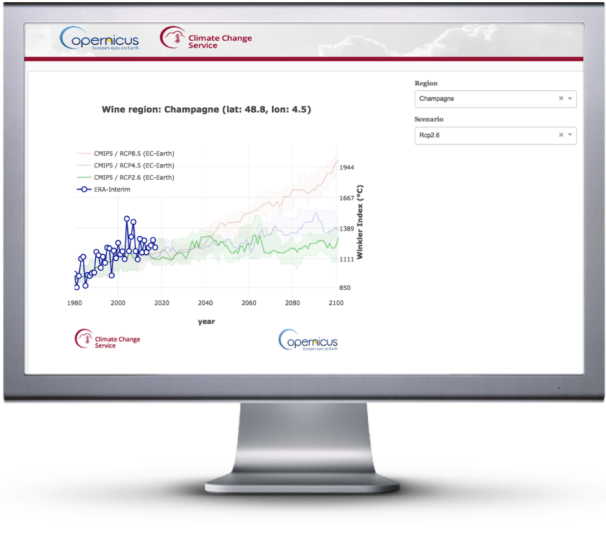 opernicus
Europe's eyes on Earth
Climate Change
Service
Region
Champagne
Scenario
Rcp2.6
Wine region: Champagne (lat: 48.8, lon: 4.5)
CMIP5 / RCP8.5 (EC-Earth)
CMIP5 / RCP4.5 (EC-Earth)
CMIP5 / RCP2.6 (EC-Earth)
ERA-Interim
1944
1667
1389
1111
850
Winkler Index (°C)
1980 2000 2020 2040 2060 2080 2100
year
Climate Change
Service
opernicus
Europe's eyes on Earth